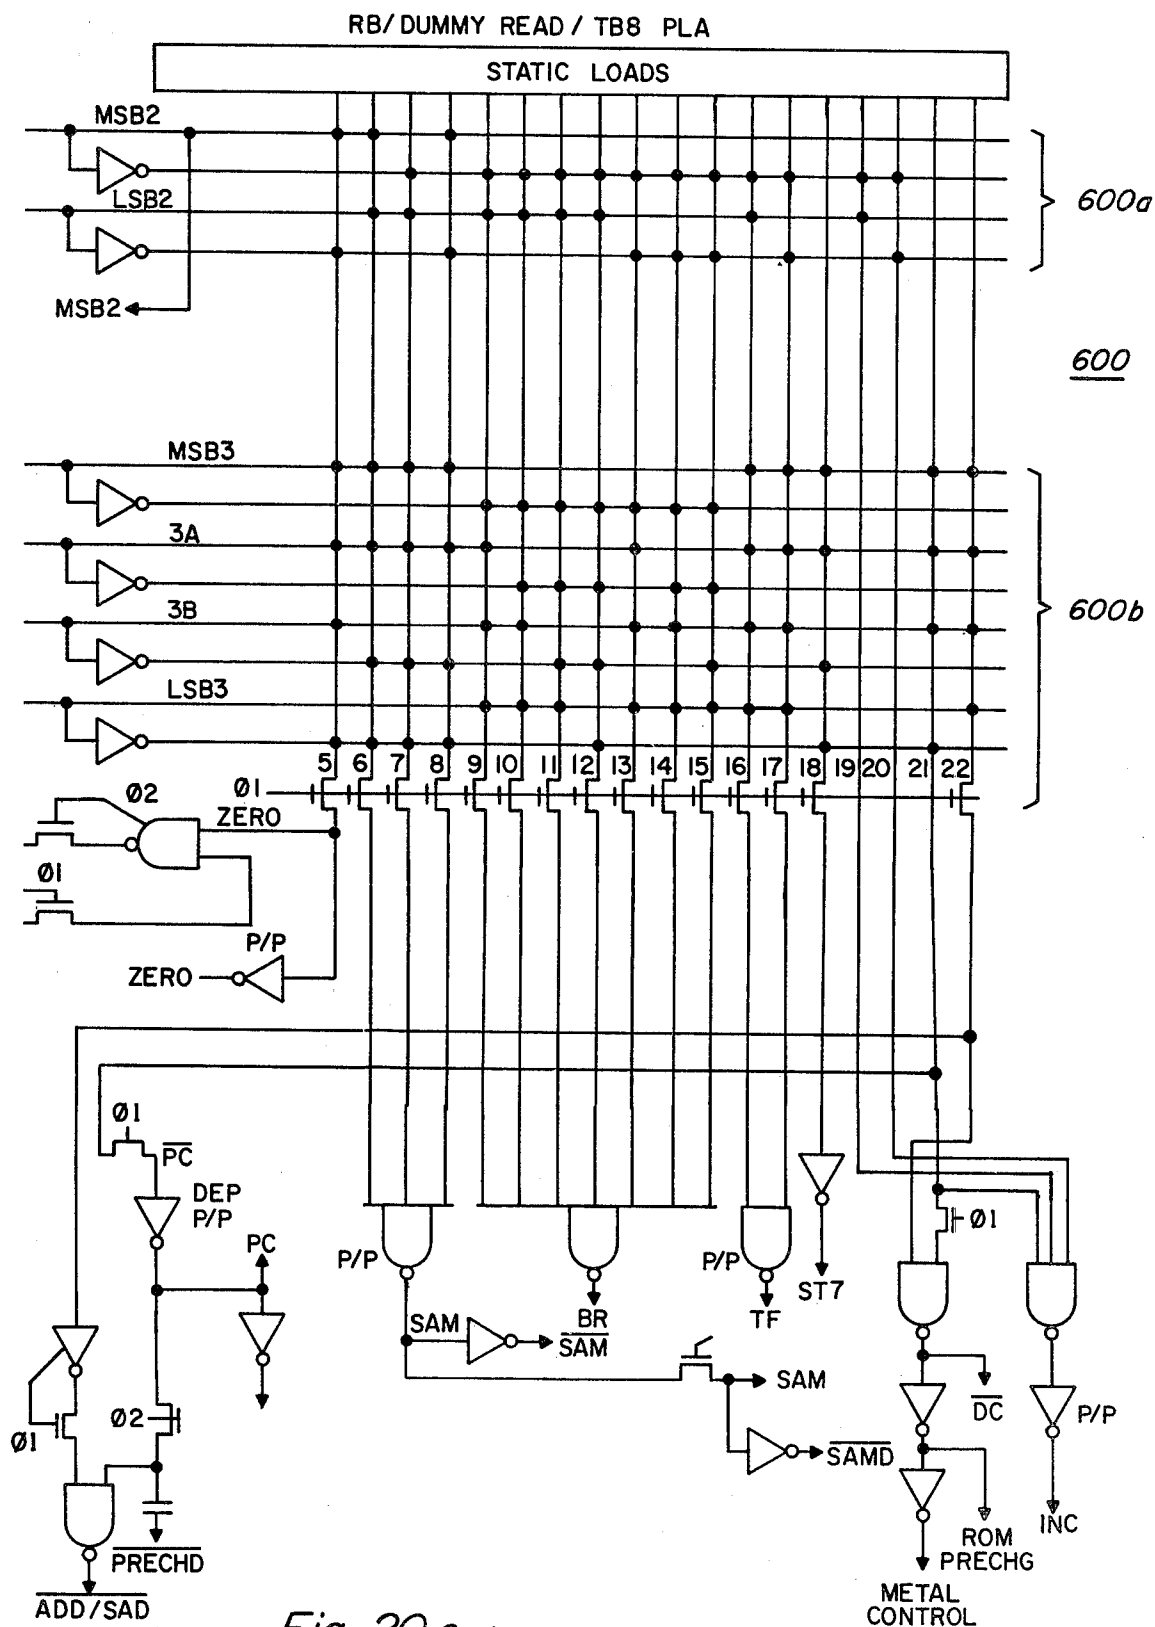 RB/DUMMY READ / TB8 PLA
STATIC LOADS
MSB2
LSB2
600a
MSB2
600
MSB3
3A
3B
600b
LSB3
5 6 7 8 9 10 11 12 13 14 15 16 17 18 19 20 21 22
Ø1
Ø2
ZERO
Ø1
P/P
ZERO
Ø1
PC
DEP
P/P
PC
Ø1
P/P
P/P
ST7
BR
TF
SAM
SAM
SAM
DC
P/P
Ø1
Ø2
SAMD
ROM
PRECHG
INC
PRECHD
METAL
CONTROL
ADD/SAD